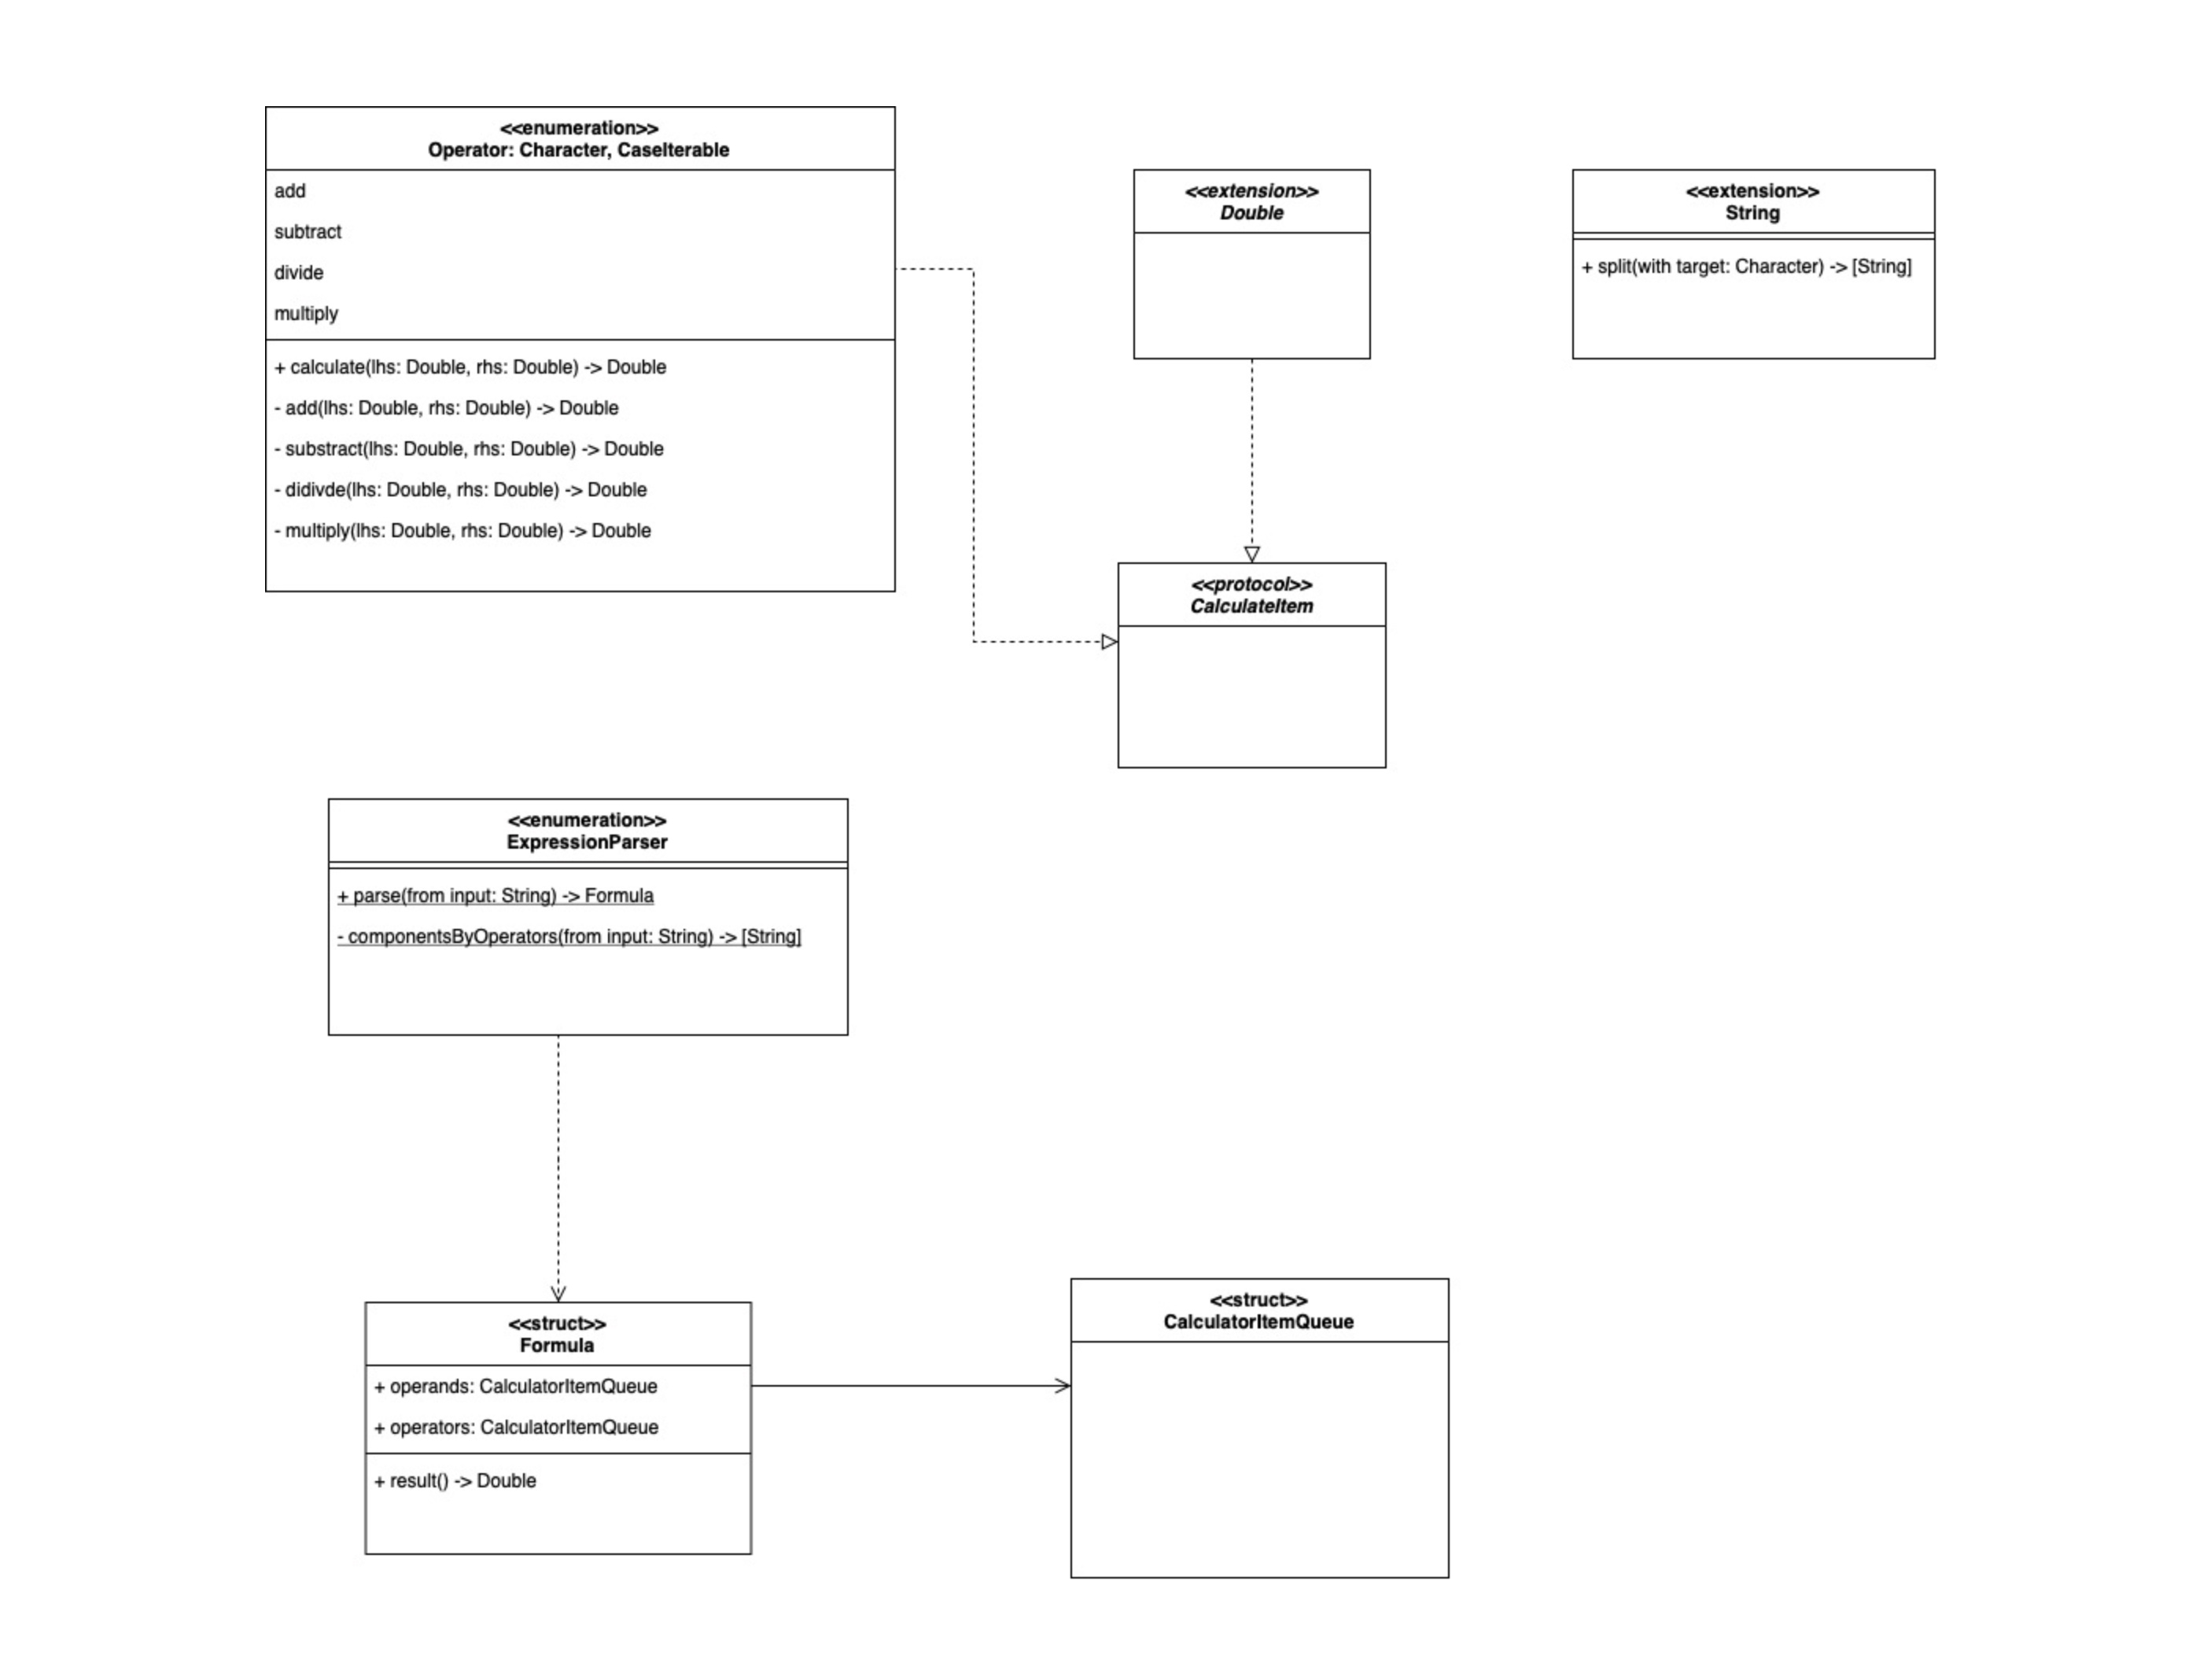 <<enumeration>>
Operator: Character, CaseIterable
add
subtract
divide
multiply
+ calculate(lhs: Double, rhs: Double) -> Double
- add(lhs: Double, rhs: Double) -> Double
- substract(lhs: Double, rhs: Double) -> Double
- didivde(lhs: Double, rhs: Double) -> Double
- multiply(lhs: Double, rhs: Double) -> Double
<<extension>>
Double
<<extension>>
String
+ split(with target: Character) -> [String]
<<protocol>>
CalculateItem
<<enumeration>>
ExpressionParser
+ parse(from input: String) -> Formula
- componentsByOperators(from input: String) -> [String]
<<struct>>
Formula
+ operands: CalculatorItemQueue
+ operators: CalculatorItemQueue
+ result() -> Double
<<struct>>
CalculatorItemQueue